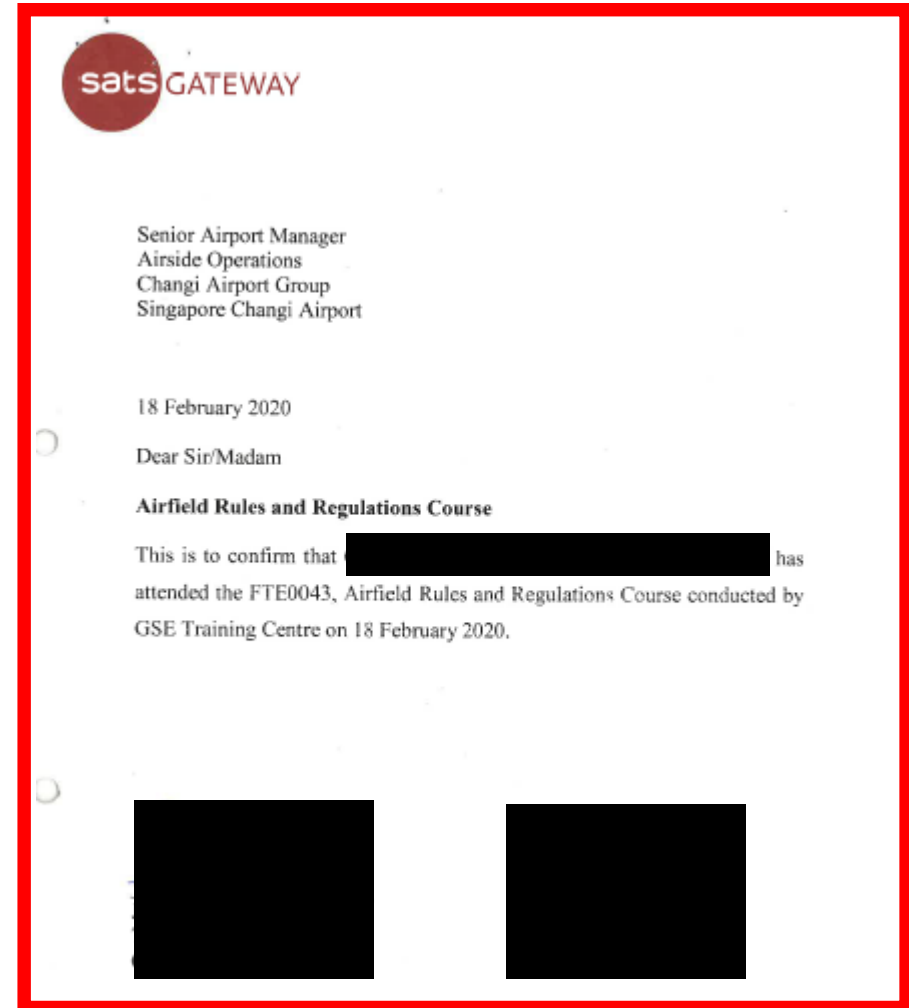 sats GATEWAY
Senior Airport Manager
Airside Operations
Changi Airport Group
Singapore Changi Airport
18 February 2020
Dear Sir/Madam
Airfield Rules and Regulations Course
This is to confirm that has
attended the FTE0043, Airfield Rules and Regulations Course conducted by
GSE Training Centre on 18 February 2020.